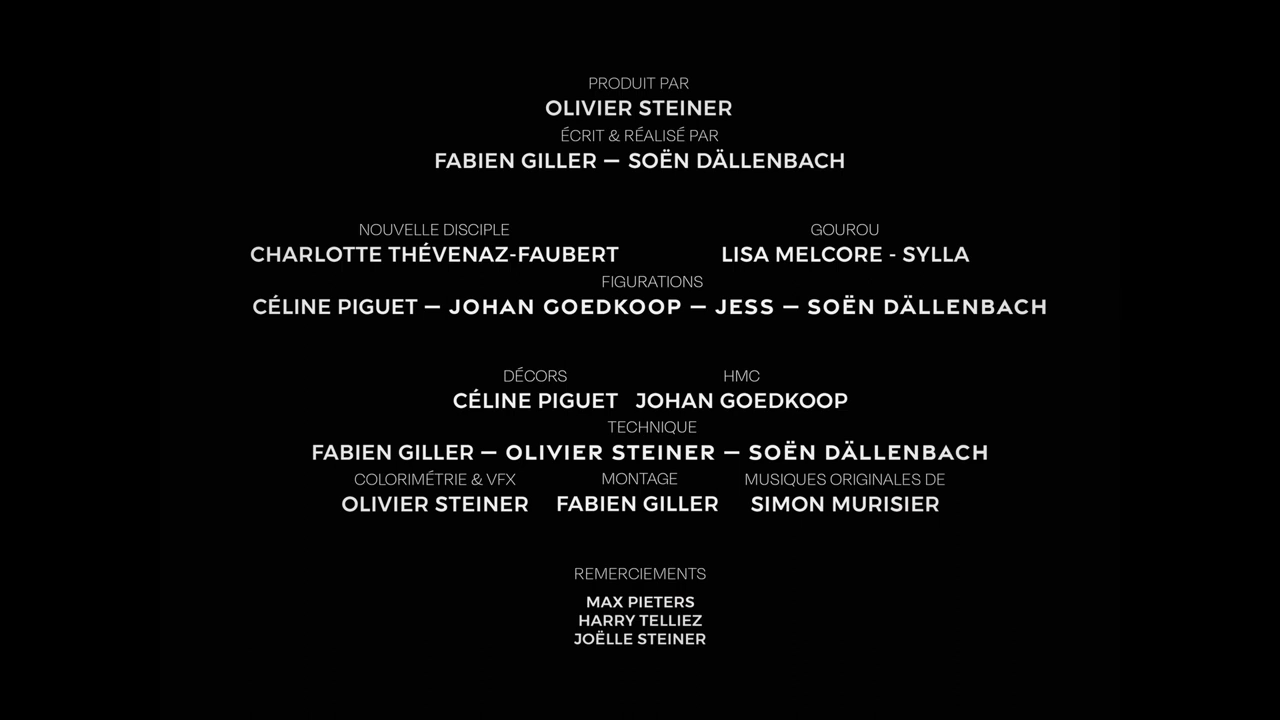 PRODUIT PAR
OLIVIER STEINER
ÉCRIT & RÉALISÉ PAR
FABIEN GILLER — SOËN DÄLLENBACH
NOUVELLE DISCIPLE GOUROU
CHARLOTTE THÉVENAZ-FAUBERT LISA MELCORE - SYLLA
FIGURATIONS
CÉLINE PIGUET — JOHAN GOEDKOOP — JESS — SOËN DÄLLENBACH
DÉCORS HMC
CÉLINE PIGUET JOHAN GOEDKOOP
TECHNIQUE
FABIEN GILLER — OLIVIER STEINER — SOËN DÄLLENBACH
COLORIMÉTRIE & VFX MONTAGE MUSIQUES ORIGINALES DE
OLIVIER STEINER FABIEN GILLER SIMON MURISIER
REMERCIEMENTS
MAX PIETERS
HARRY TELLIEZ
JOËLLE STEINER